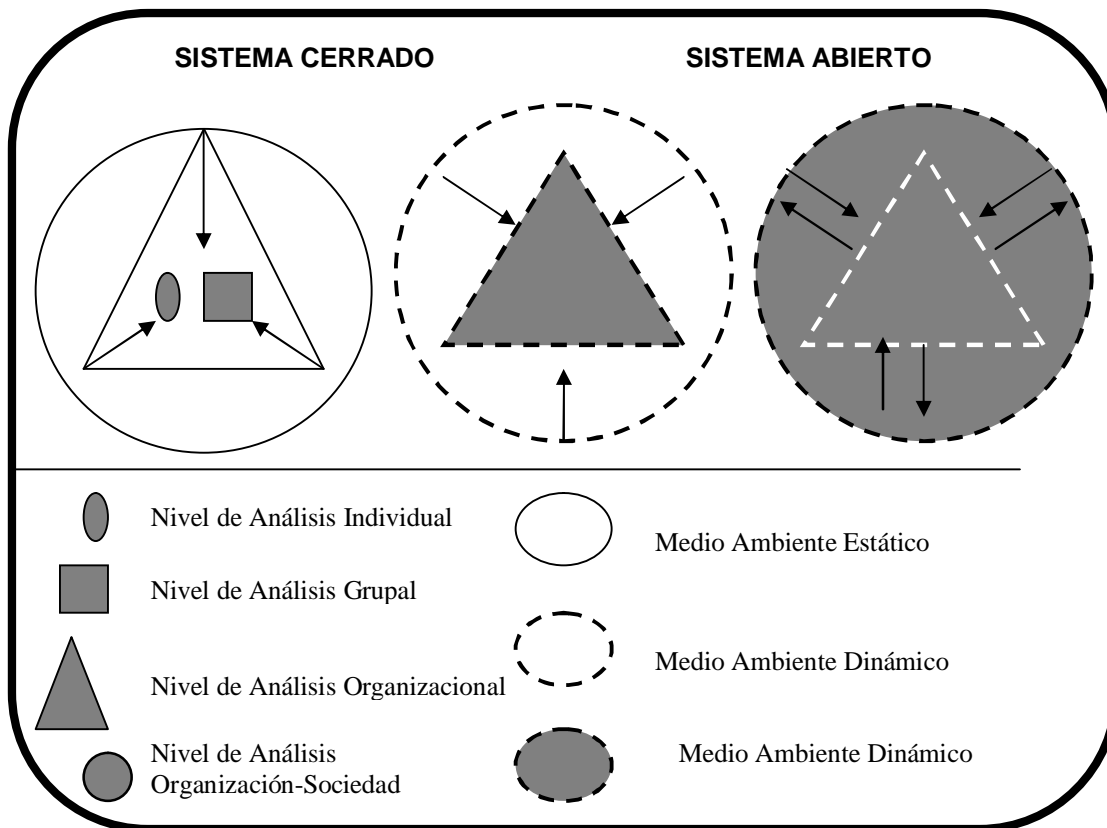 SISTEMA CERRADO
SISTEMA ABIERTO
Nivel de Análisis Individual
Nivel de Análisis Grupal
Nivel de Análisis Organizacional
Nivel de Análisis
Organización-Sociedad
Medio Ambiente Estático
Medio Ambiente Dinámico
Medio Ambiente Dinámico